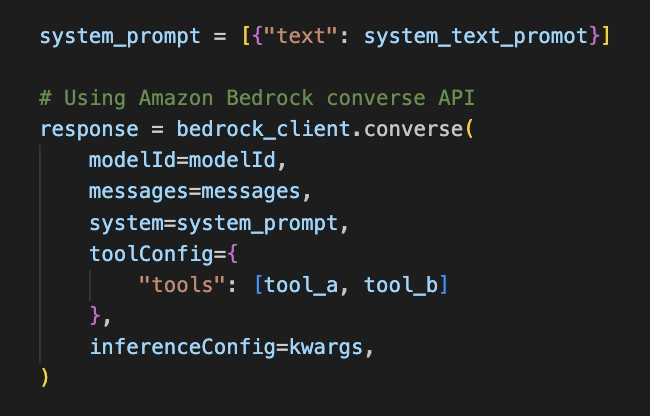 system_prompt = [{"text": system_text_promot}]
# Using Amazon Bedrock converse API
response = bedrock_client.converse(
modelId=modelId,
messages=messages,
system=system_prompt,
toolConfig={
"tools": [tool_a, tool_b]
},
inferenceConfig=kwargs,
)